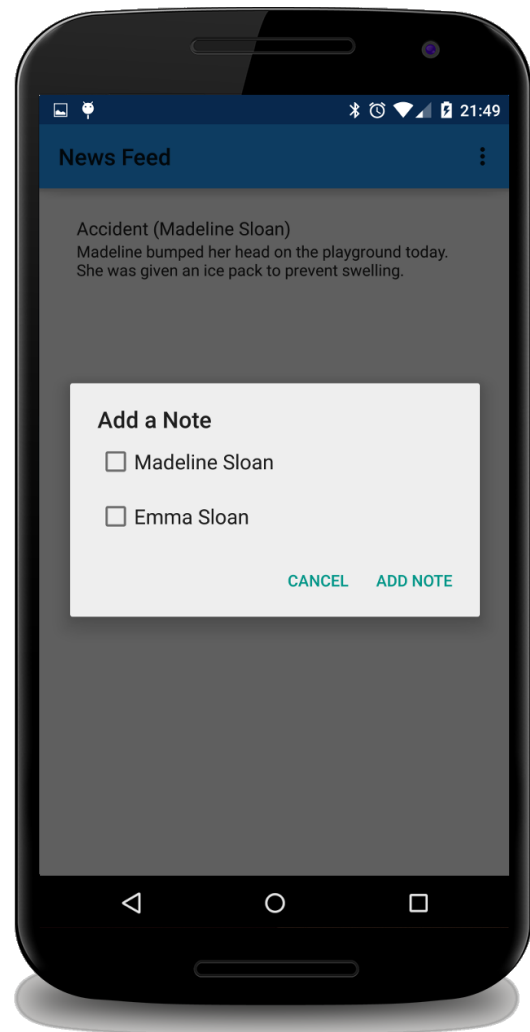 21:49
News Feed
Accident (Madeline Sloan)
Madeline bumped her head on the playground today.
She was given an ice pack to prevent swelling.
Add a Note
Madeline Sloan
Emma Sloan
CANCEL ADD NOTE